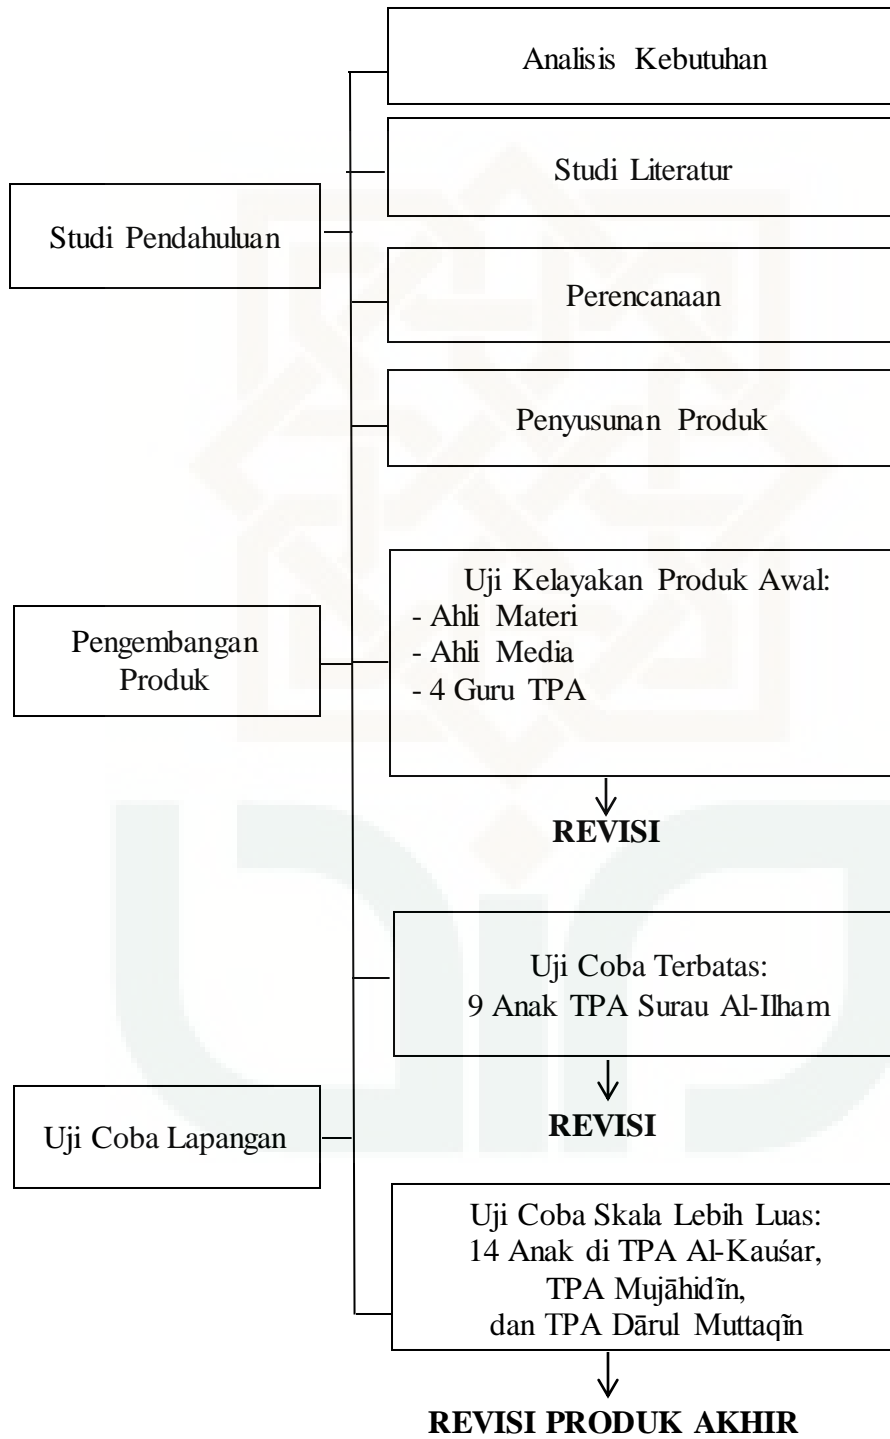 Analisis Kebutuhan
Studi Literatur
Studi Pendahuluan
Perencanaan
Penyusunan Produk
Uji Kelayakan Produk Awal:
- Ahli Materi
- Ahli Media
- 4 Guru TPA
Pengembangan
Produk
REVISI
Uji Coba Terbatas:
9 Anak TPA Surau Al-Ilham
REVISI
Uji Coba Lapangan
Uji Coba Skala Lebih Luas:
14 Anak di TPA Al-Kauśar,
TPA Mujāhidīn,
dan TPA Dārul Muttaqīn
REVISI PRODUK AKHIR